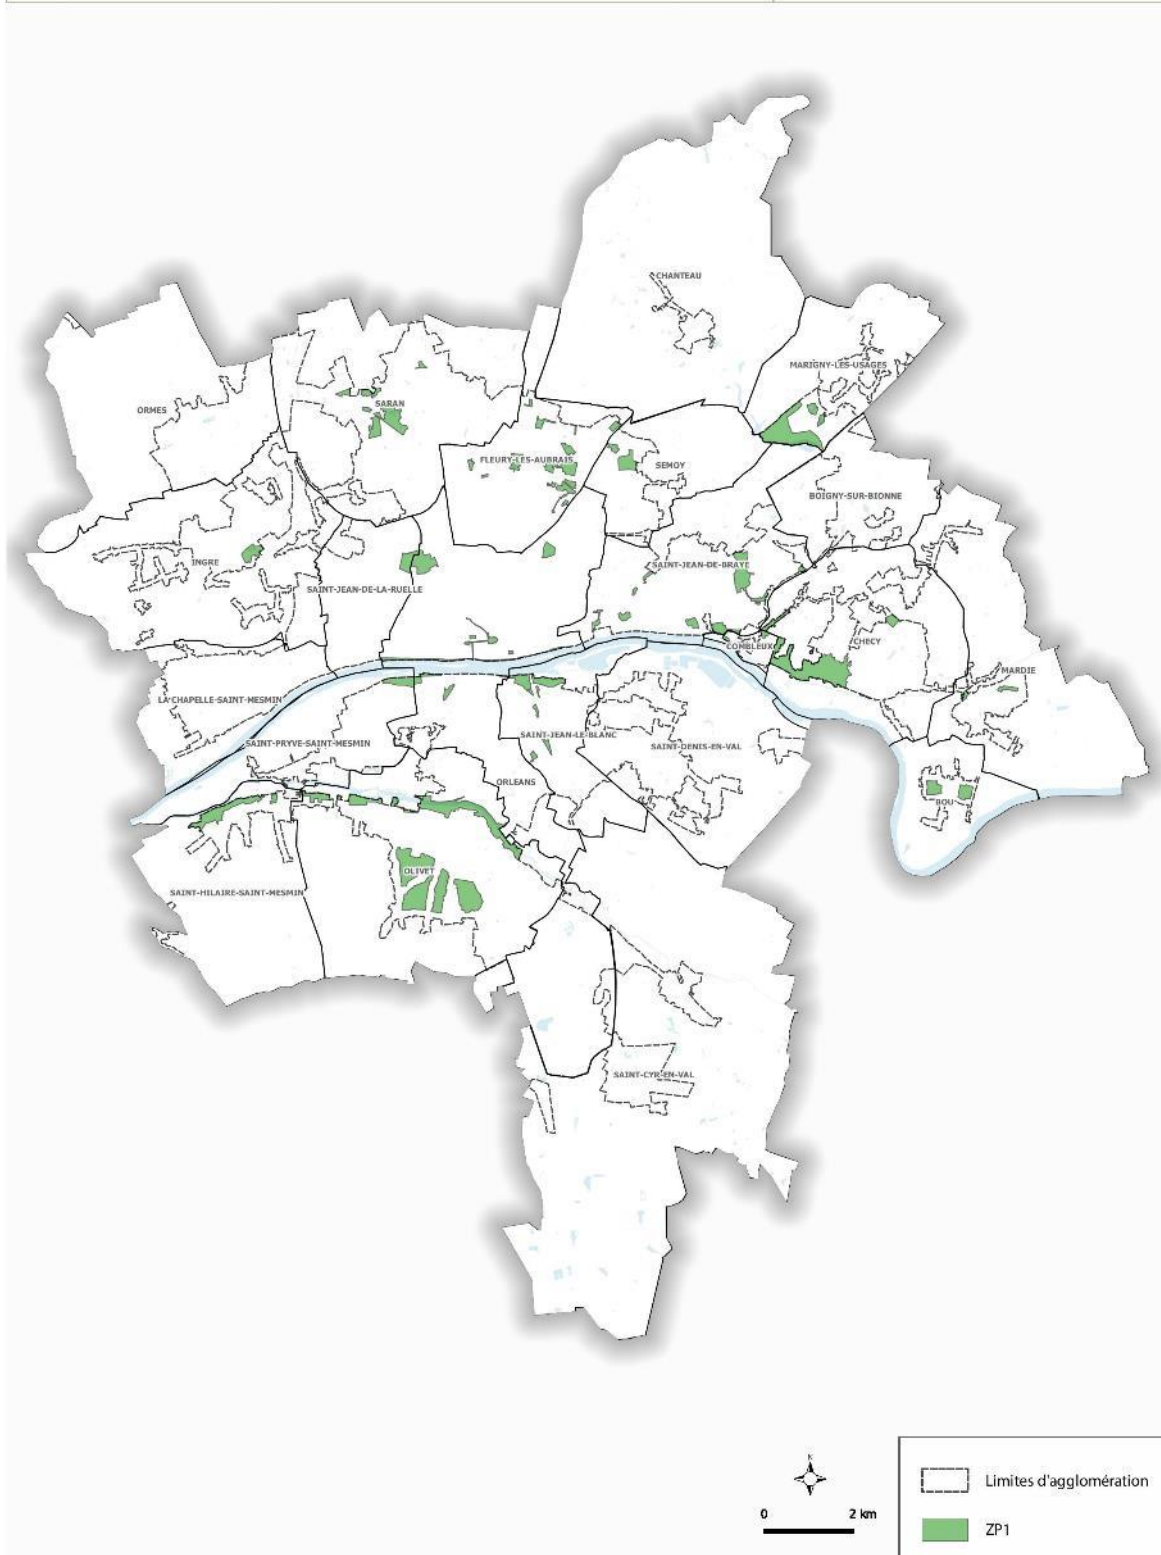 CHANTEAU
MARIGNY-LES-USAGES
ORMES
SARAN
FLEURY-LES-AUBRAIS
SEMOY
BOIGNY-SUR-BIONNE
INGRE
SAINT-JEAN-DE-BRAYE
SAINT-JEAN-DE-LA-RUELLE
CHECY
COMBLEUX
MARDIE
LA CHAPELLE-SAINT-MESMIN
SAINT-JEAN-LE-BLANC
SAINT-PRYVE-SAINT-MESMIN
SAINT-DENIS-EN-VAL
ORLEANS
BOU
OLIVET
SAINT-HILAIRE-SAINT-MESMIN
SAINT-CYR-EN-VAL
N
0 2 km
Limites d'agglomération
ZP1